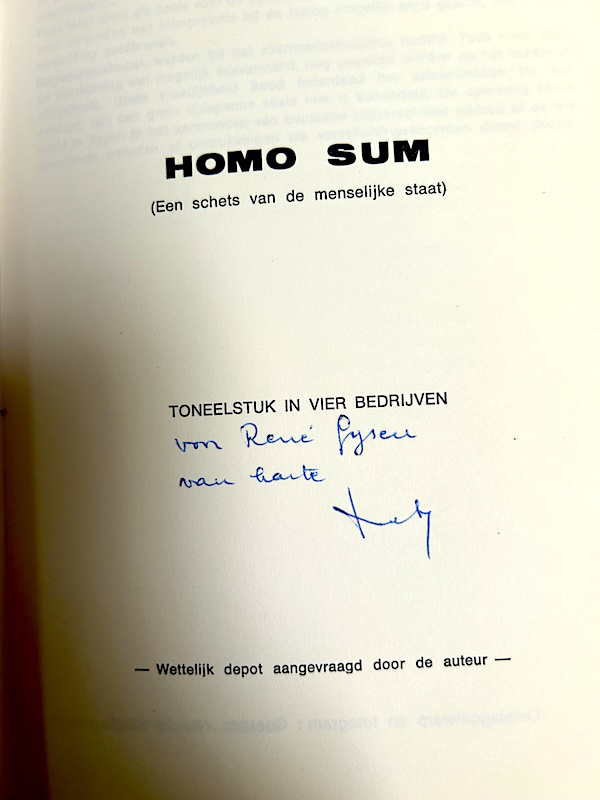 HOMO SUM
(Een schets van de menselijke staat)
TONEELSTUK IN VIER BEDRIJVEN
voor René Gysen
van harte
— Wettelijk depot aangevraagd door de auteur —